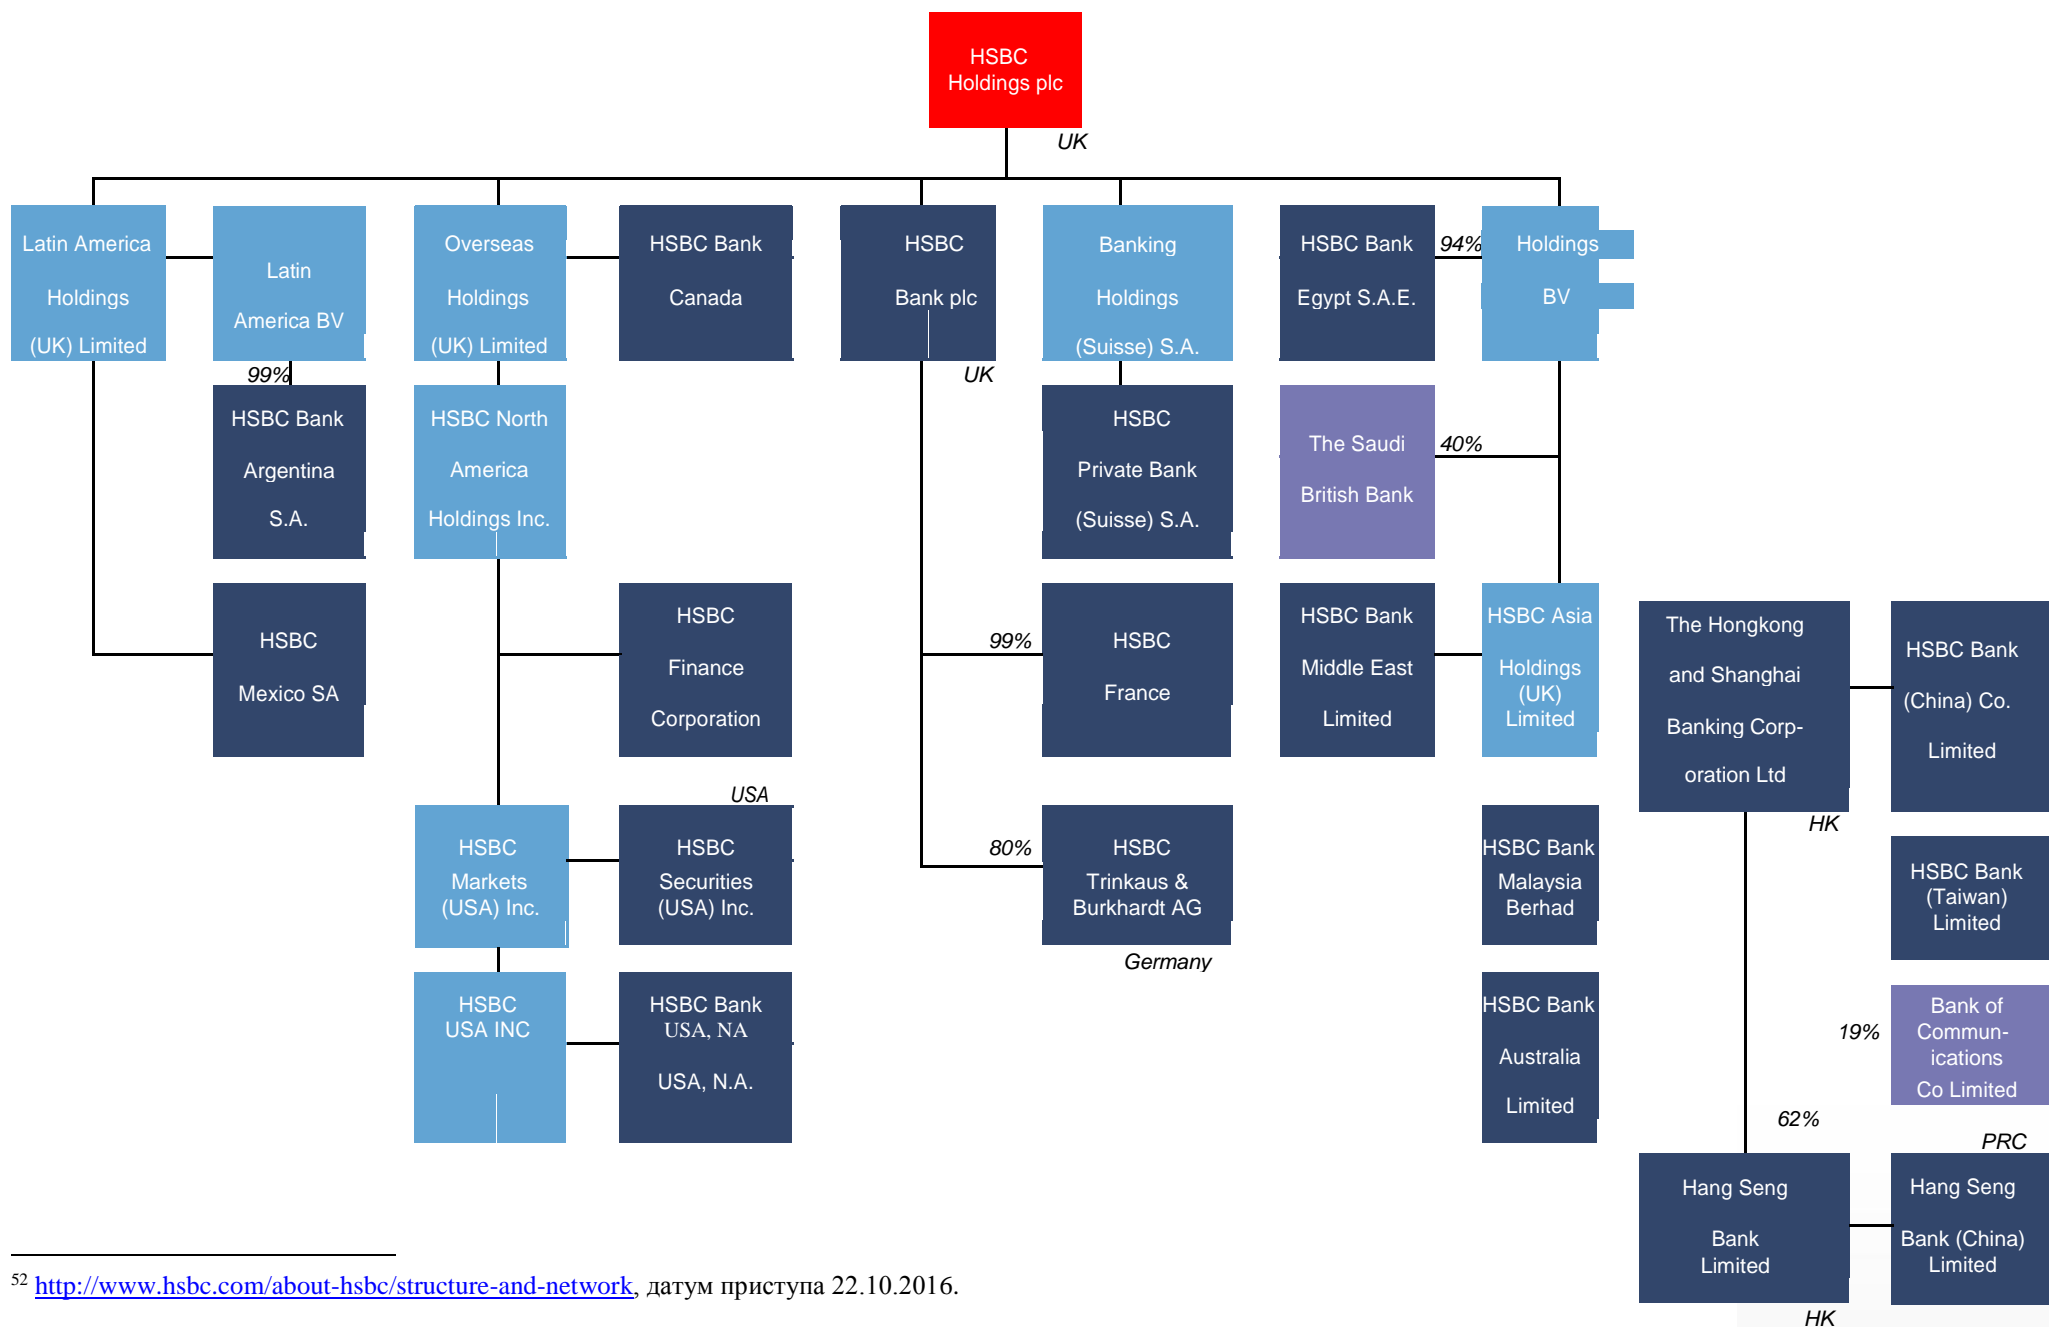 HSBC
Holdings plc
UK
Latin America
Holdings
(UK) Limited
Latin
America BV
Overseas
Holdings
(UK) Limited
HSBC Bank
Canada
HSBC
Bank plc
UK
Banking
Holdings
(Suisse) S.A.
HSBC Bank
Egypt S.A.E.
94%
Holdings
BV
99%
HSBC Bank
Argentina
S.A.
HSBC North
America
Holdings Inc.
HSBC
Private Bank
(Suisse) S.A.
The Saudi
British Bank
40%
HSBC
Mexico SA
HSBC
Finance
Corporation
USA
99%
HSBC
France
HSBC Bank
Middle East
Limited
HSBC Asia
Holdings
(UK)
Limited
The Hongkong
and Shanghai
Banking Corp-
oration Ltd
HK
HSBC Bank
(China) Co.
Limited
HSBC
Markets
(USA) Inc.
HSBC
Securities
(USA) Inc.
80%
HSBC
Trinkaus &
Burkhardt AG
Germany
HSBC Bank
Malaysia
Berhad
HSBC Bank
(Taiwan)
Limited
HSBC
USA INC
HSBC Bank
USA, NA
USA, N.A.
HSBC Bank
Australia
Limited
19%
Bank of
Commun-
ications
Co Limited
62%
PRC
Hang Seng
Bank
Limited
HK
Hang Seng
Bank (China)
Limited
52 http://www.hsbc.com/about-hsbc/structure-and-network, датум приступа 22.10.2016.